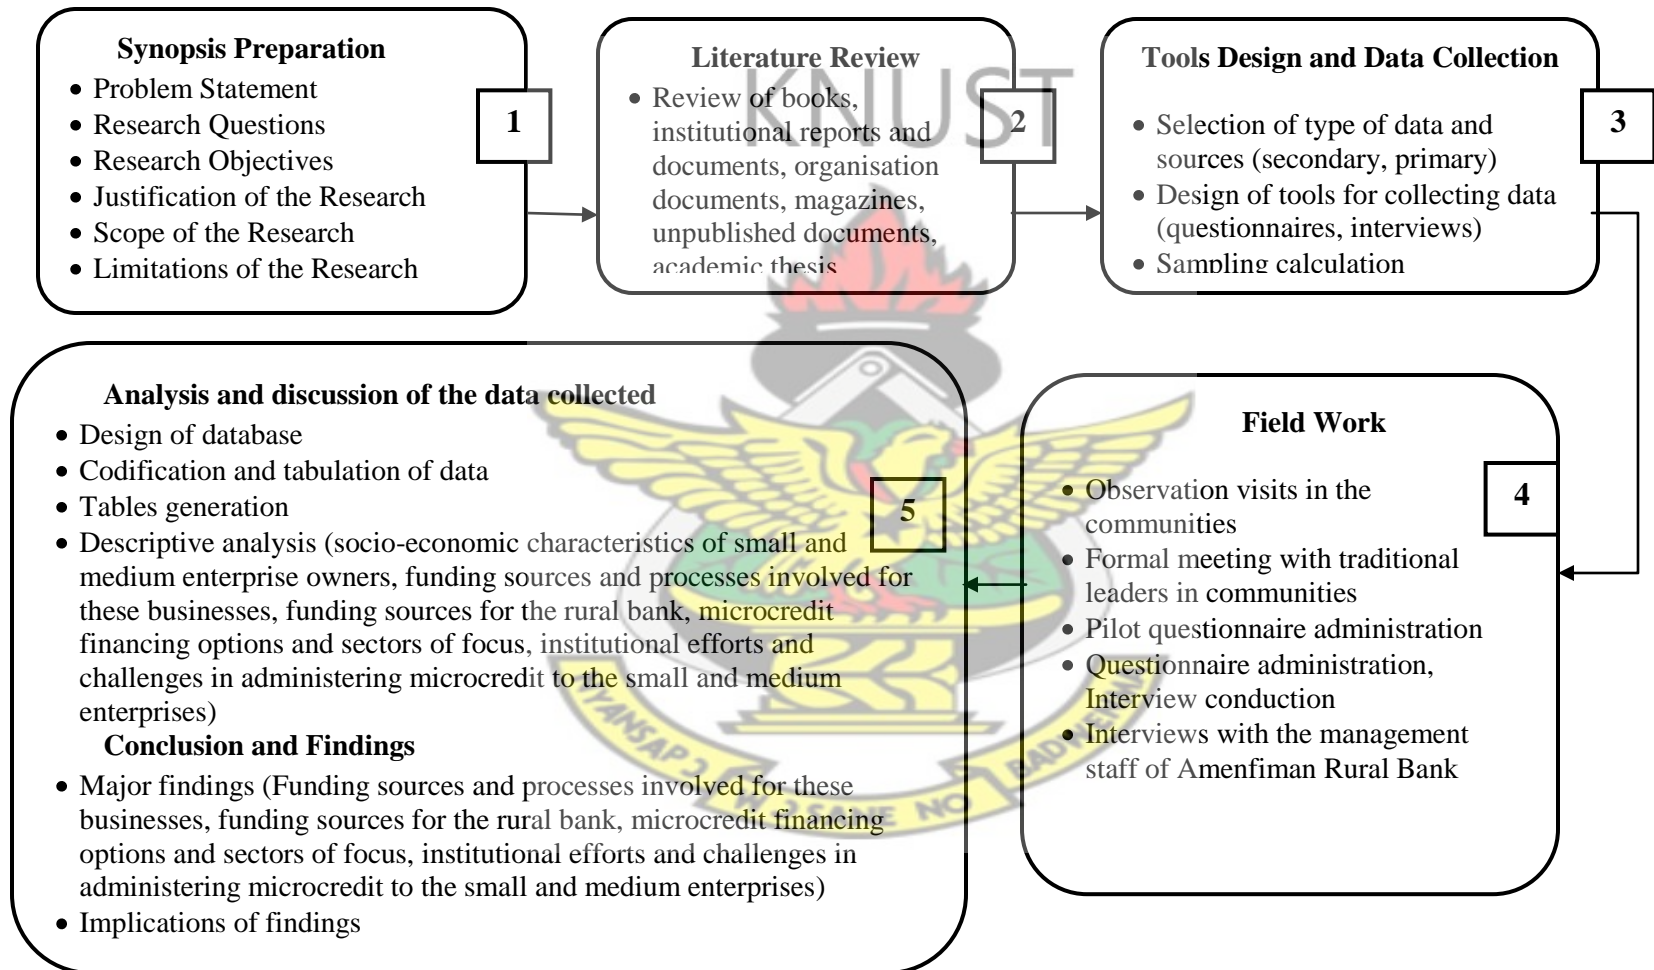 Synopsis Preparation
• Problem Statement
• Research Questions
• Research Objectives
• Justification of the Research
• Scope of the Research
• Limitations of the Research
1
Literature Review
• Review of books,
institutional reports and
documents, organisation
documents, magazines,
unpublished documents,
academic thesis
2
Tools Design and Data Collection
• Selection of type of data and
sources (secondary, primary)
• Design of tools for collecting data
(questionnaires, interviews)
• Sampling calculation
3
Field Work
• Observation visits in the
communities
• Formal meeting with traditional
leaders in communities
• Pilot questionnaire administration
• Questionnaire administration,
Interview conduction
• Interviews with the management
staff of Amenfiman Rural Bank
4
Analysis and discussion of the data collected
• Design of database
• Codification and tabulation of data
• Tables generation
• Descriptive analysis (socio-economic characteristics of small and
medium enterprise owners, funding sources and processes involved for
these businesses, funding sources for the rural bank, microcredit
financing options and sectors of focus, institutional efforts and
challenges in administering microcredit to the small and medium
enterprises)
Conclusion and Findings
• Major findings (Funding sources and processes involved for these
businesses, funding sources for the rural bank, microcredit financing
options and sectors of focus, institutional efforts and challenges in
administering microcredit to the small and medium enterprises)
• Implications of findings
5
KNUST
NYANSAPƆ WƆSANE NO BADWENMA